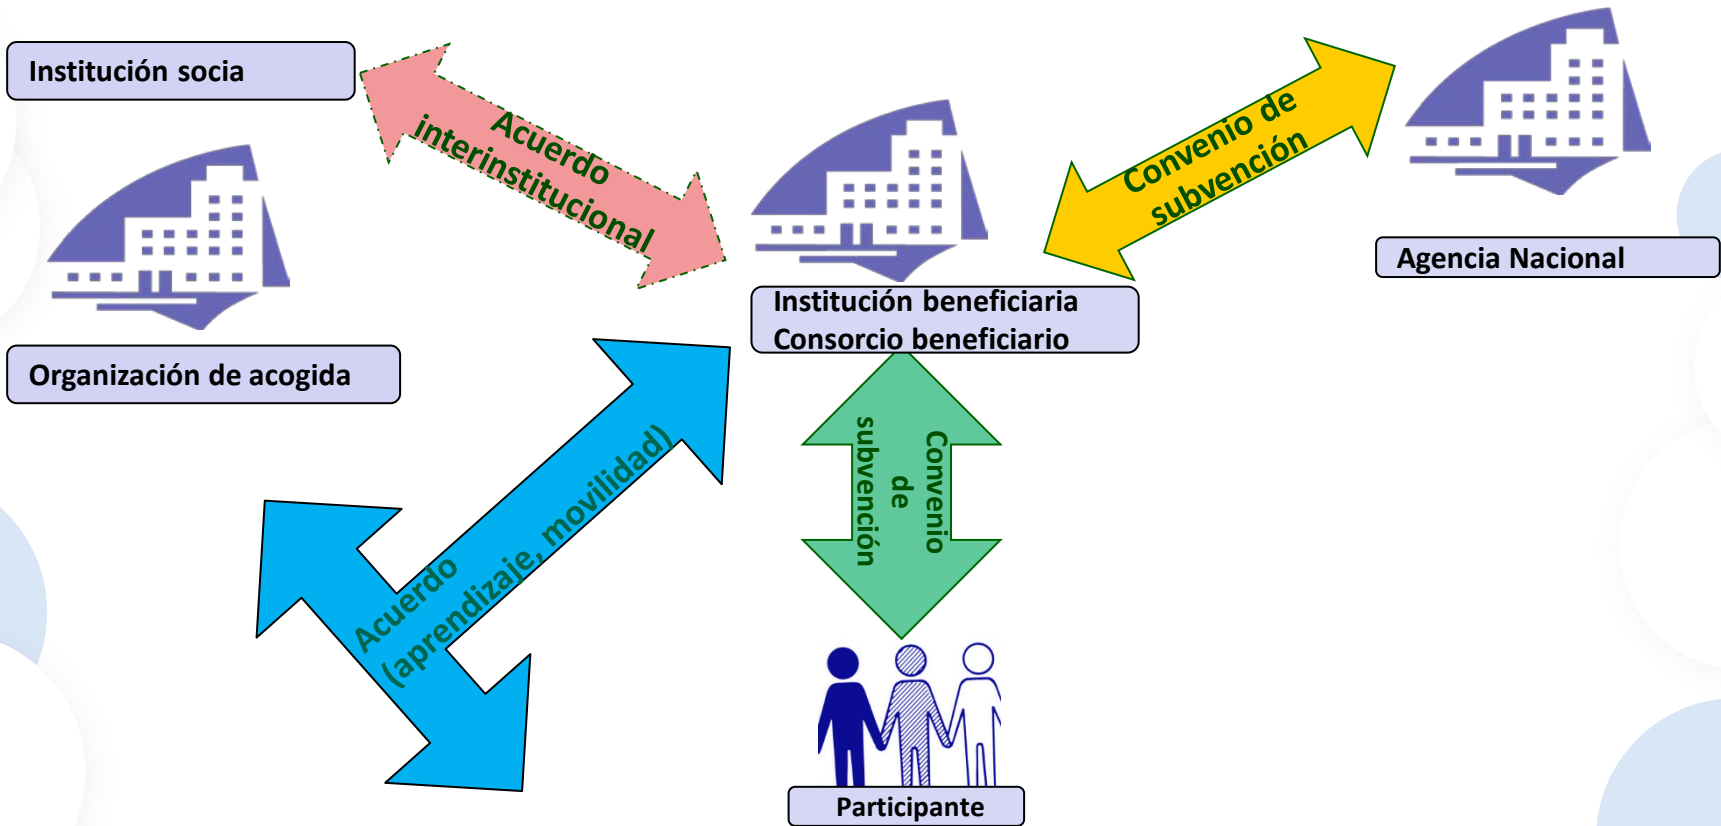 Institución socia
Acuerdo
interinstitucional
Convenio de
subvención
Agencia Nacional
Institución beneficiaria
Consorcio beneficiario
Organización de acogida
Acuerdo
(aprendizaje, movilidad)
Convenio
de
subvención
Participante